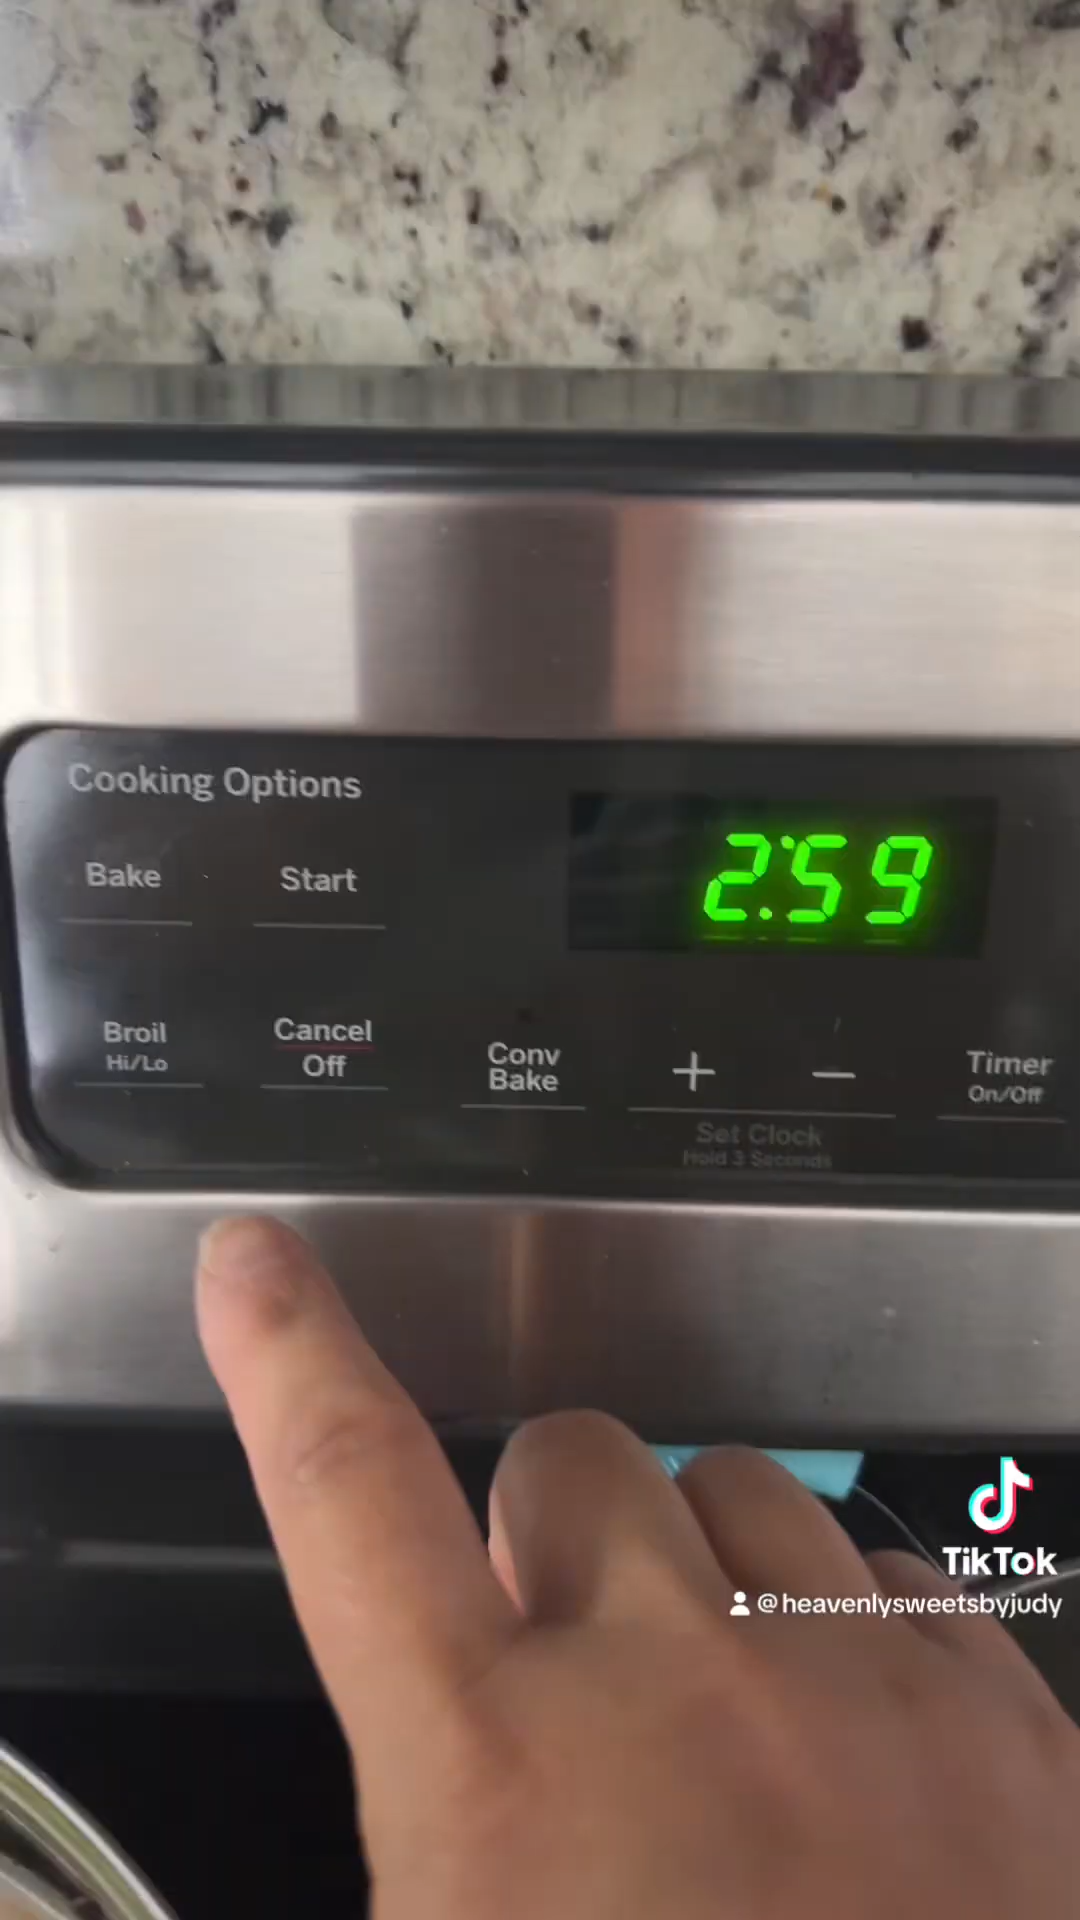 Cooking Options
2:59
Bake
Start
Broil
Hi/Lo
Cancel
Off
Conv
Bake
+
−
Timer
On/Off
Set Clock
Hold 3 Seconds
TikTok
@heavenlysweetsbyjudy